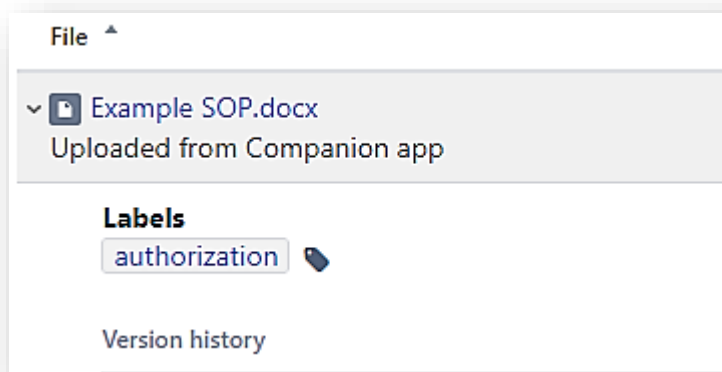 File
Example SOP.docx
Uploaded from Companion app
Labels
authorization
Version history